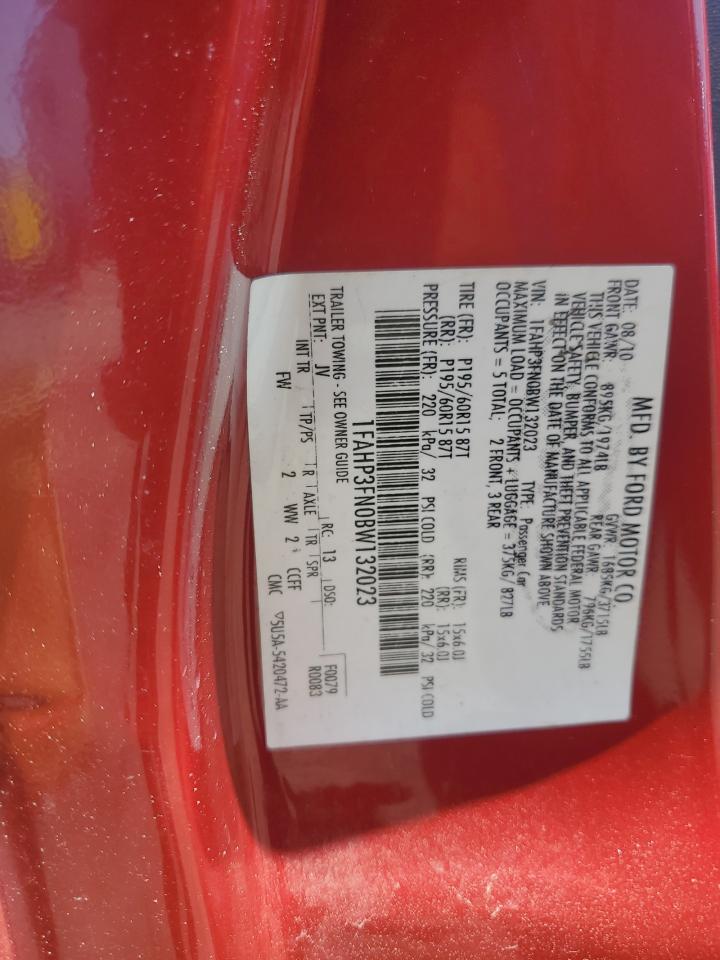 MFD. BY FORD MOTOR CO.
DATE: 08/10 GVWR: 1685KG/3715LB
FRONT GAWR: 895KG/1974LB REAR GAWR: 796KG/1755LB
THIS VEHICLE CONFORMS TO ALL APPLICABLE FEDERAL MOTOR
VEHICLE SAFETY, BUMPER, AND THEFT PREVENTION STANDARDS
IN EFFECT ON THE DATE OF MANUFACTURE SHOWN ABOVE
VIN: 1FAHP3FN0BW132023 TYPE: Passenger Car
MAXIMUM LOAD = OCCUPANTS + LUGGAGE = 375KG/827LB
OCCUPANTS = 5 TOTAL; 2 FRONT, 3 REAR
TIRE (FR): P195/60R15 87T RIMS (FR): 15x6.0J
(RR): P195/60R15 87T (RR): 15x6.0J
PRESSURE (FR): 220 kPa/ 32 PSI COLD (RR): 220 kPa/32 PSI COLD
1FAHP3FN0BW132023
TRAILER TOWING - SEE OWNER GUIDE
EXT PNT: JV RC: 13 DSO: F0079
R0083
INT TR TP/PS R AXLE TR SPR
FW 2 WW 2 CCFF
CMC 5U5A-5420472-AA